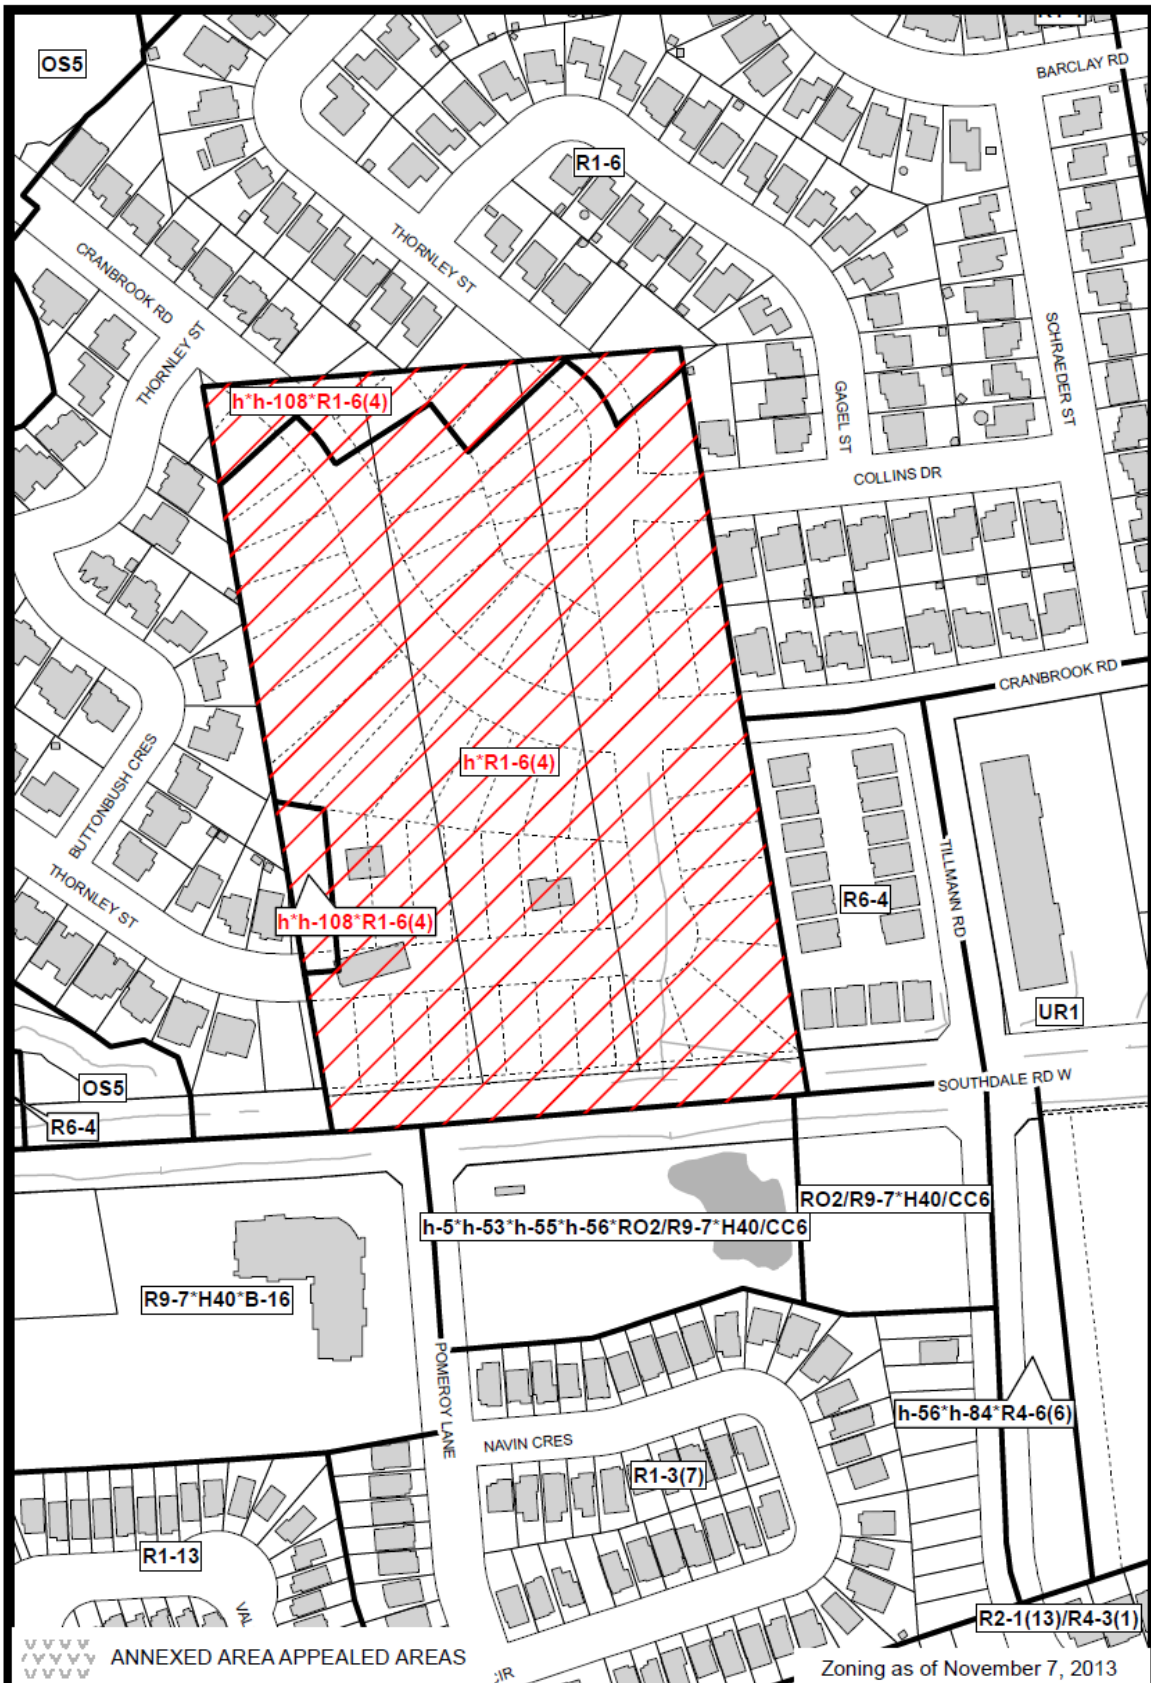 OS5
BARCLAY RD
R1-6
THORNLEY ST
CRANBROOK RD
THORNLEY ST
SCHRAEDER ST
h*h-108*R1-6(4)
GAGEL ST
COLLINS DR
CRANBROOK RD
h*R1-6(4)
BUTTONBUSH CRES
THORNLEY ST
TILLMANN RD
R6-4
h*h-108*R1-6(4)
UR1
OS5
SOUTHDALE RD W
R6-4
RO2/R9-7*H40/CC6
h-5*h-53*h-55*h-56*RO2/R9-7*H40/CC6
R9-7*H40*B-16
POMEROY LANE
h-56*h-84*R4-6(6)
NAVIN CRES
R1-3(7)
R1-13
VAL
R2-1(13)/R4-3(1)
CIR
ANNEXED AREA APPEALED AREAS
Zoning as of November 7, 2013